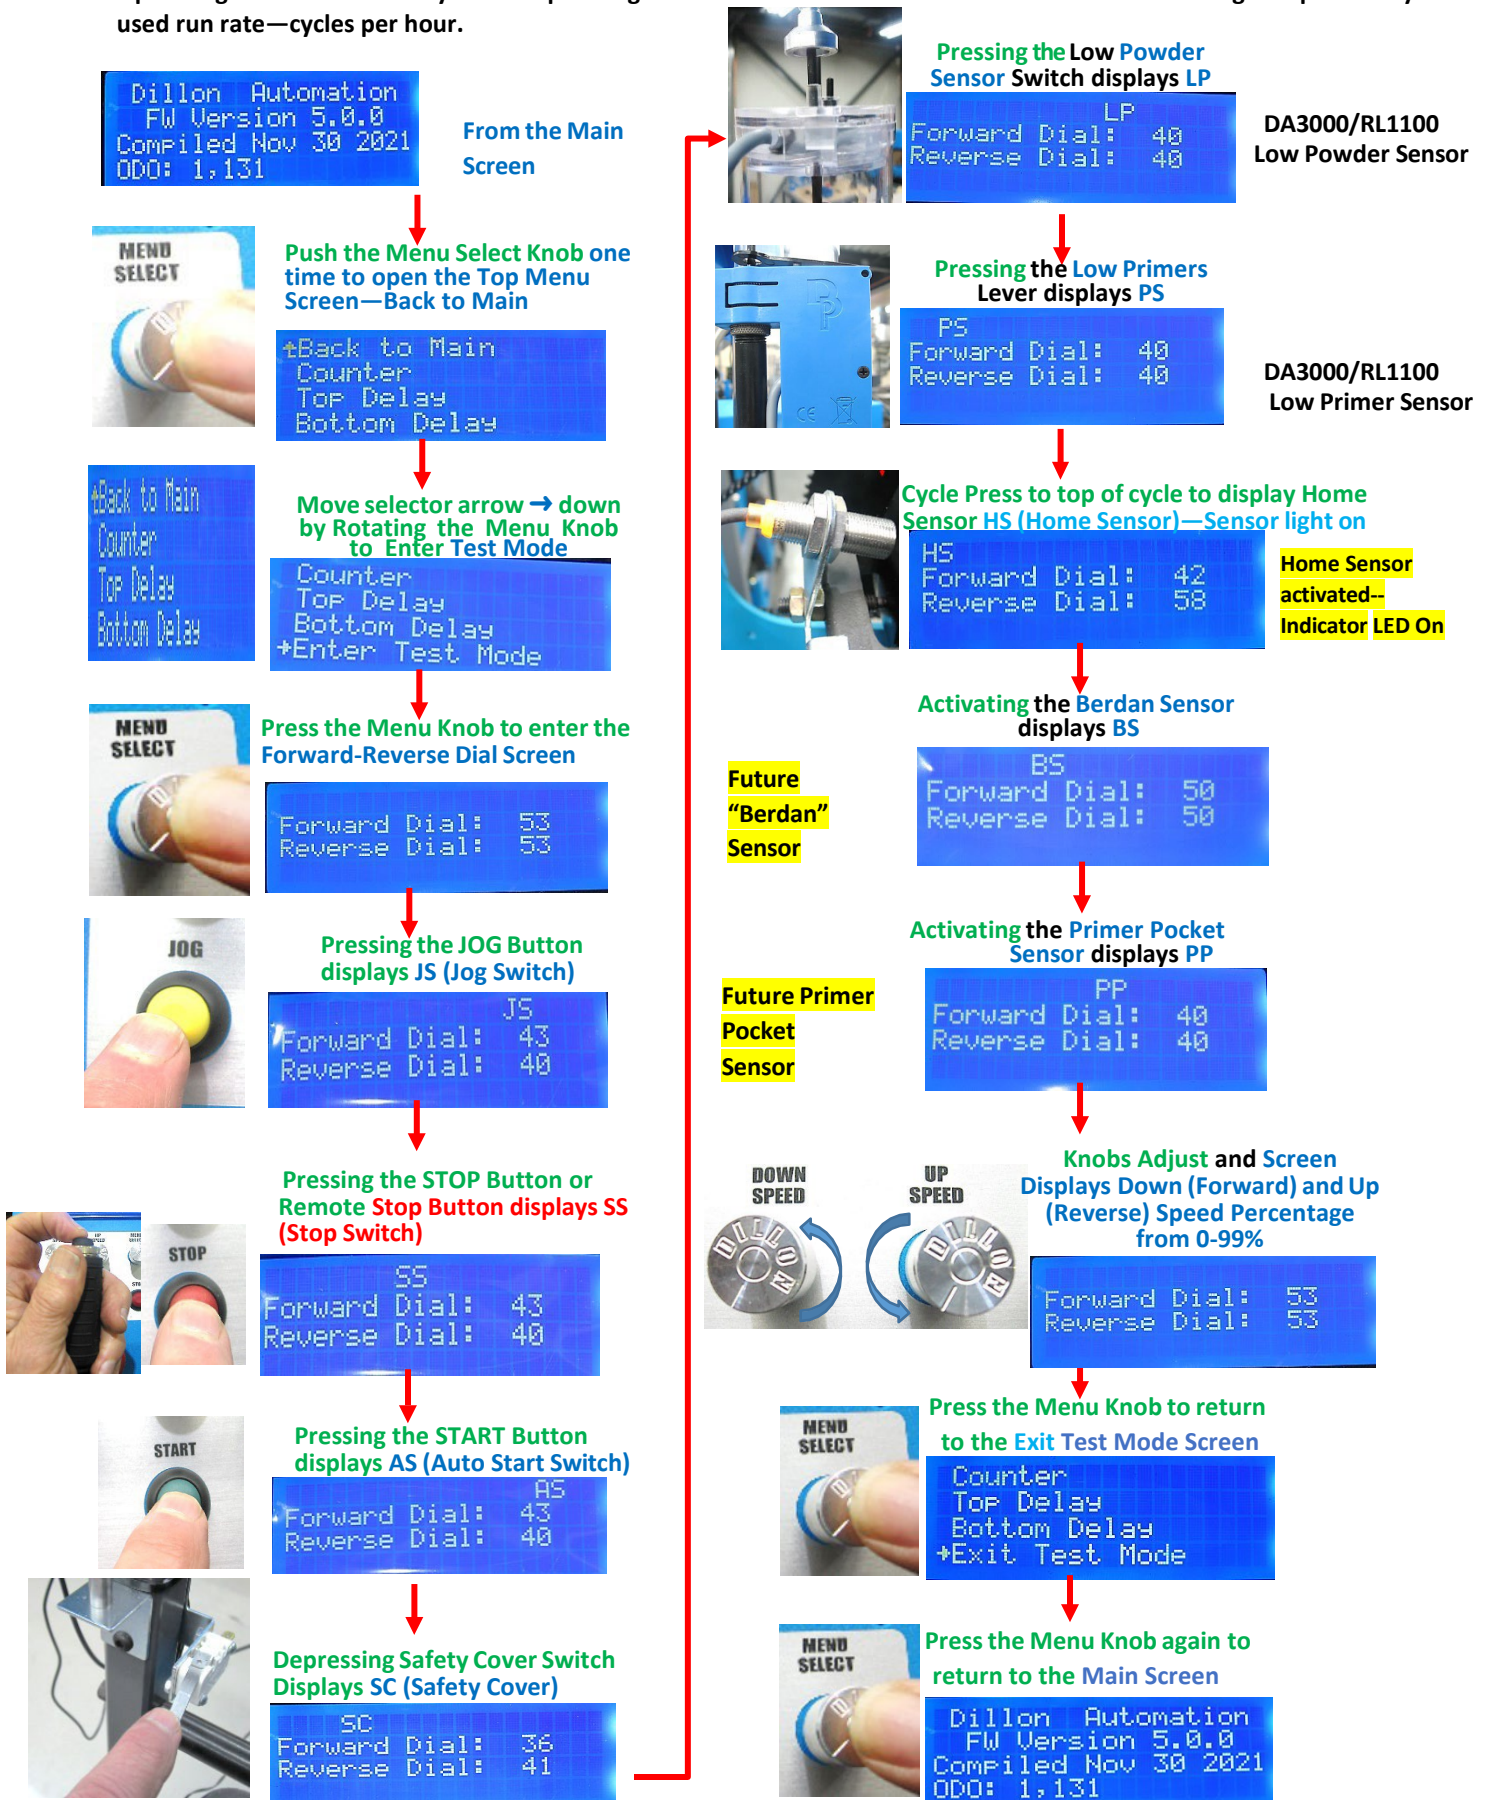 used run rate—cycles per hour.
Dillon Automation
FW Version 5.0.0
Compiled Nov 30 2021
ODO: 1,131
From the Main
Screen
MENU
SELECT
Push the Menu Select Knob one
time to open the Top Menu
Screen—Back to Main
Back to Main
Counter
Top Delay
Bottom Delay
Back to Main
Counter
Top Delay
Bottom Delay
Move selector arrow → down
by Rotating the Menu Knob
to Enter Test Mode
Counter
Top Delay
Bottom Delay
→Enter Test Mode
MENU
SELECT
Press the Menu Knob to enter the
Forward-Reverse Dial Screen
Forward Dial: 53
Reverse Dial: 53
JOG
Pressing the JOG Button
displays JS (Jog Switch)
JS
Forward Dial: 43
Reverse Dial: 40
Pressing the STOP Button or
Remote Stop Button displays SS
(Stop Switch)
STOP
SS
Forward Dial: 43
Reverse Dial: 40
START
Pressing the START Button
displays AS (Auto Start Switch)
AS
Forward Dial: 43
Reverse Dial: 40
Depressing Safety Cover Switch
Displays SC (Safety Cover)
SC
Forward Dial: 36
Reverse Dial: 41
Pressing the Low Powder
Sensor Switch displays LP
LP
Forward Dial: 40
Reverse Dial: 40
DA3000/RL1100
Low Powder Sensor
Pressing the Low Primers
Lever displays PS
PS
Forward Dial: 40
Reverse Dial: 40
CE
DA3000/RL1100
Low Primer Sensor
Cycle Press to top of cycle to display Home
Sensor HS (Home Sensor)—Sensor light on
HS
Forward Dial: 42
Reverse Dial: 58
Home Sensor
activated--
Indicator LED On
Activating the Berdan Sensor
displays BS
BS
Forward Dial: 50
Reverse Dial: 50
Future
“Berdan”
Sensor
Activating the Primer Pocket
Sensor displays PP
PP
Forward Dial: 40
Reverse Dial: 40
Future Primer
Pocket
Sensor
DOWN
SPEED
UP
SPEED
DILLON
DILLON
Knobs Adjust and Screen
Displays Down (Forward) and Up
(Reverse) Speed Percentage
from 0-99%
Forward Dial: 53
Reverse Dial: 53
MENU
SELECT
Press the Menu Knob to return
to the Exit Test Mode Screen
Counter
Top Delay
Bottom Delay
→Exit Test Mode
MENU
SELECT
Press the Menu Knob again to
return to the Main Screen
Dillon Automation
FW Version 5.0.0
Compiled Nov 30 2021
ODO: 1,131